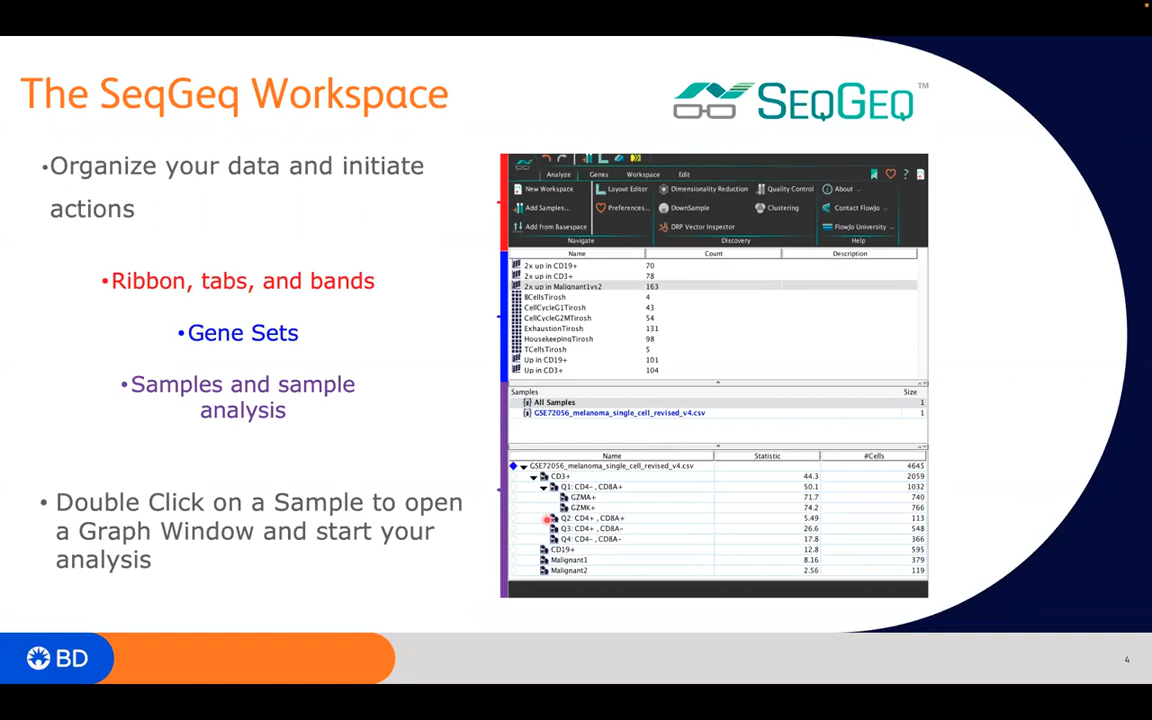 The SeqGeq Workspace
SEQGEQ™
•Organize your data and initiate
actions
•Ribbon, tabs, and bands
•Gene Sets
•Samples and sample
analysis
• Double Click on a Sample to open
a Graph Window and start your
analysis
Analyze Genes Workspace Edit ?
New Workspace Layout Editor Dimensionality Reduction Quality Control About
Add Samples... Preferences... DownSample Clustering Contact FlowJo
Add from Basespace DRP Vector Inspector FlowJo University
Navigate Discovery Help
Name Count Description
2x up in CD19+ 70
2x up in CD3+ 78
2x up in Malignant1vs2 163
BCellsTirosh 4
CellCycleG1Tirosh 43
CellCycleG2MTirosh 54
ExhaustionTirosh 131
HousekeepingTirosh 98
TCellsTirosh 5
Up in CD19+ 101
Up in CD3+ 104
Samples Size
{i} All Samples 1
{i} GSE72056_melanoma_single_cell_revised_v4.csv 1
Name Statistic #Cells
GSE72056_melanoma_single_cell_revised_v4.csv 4645
CD3+ 44.3 2059
Q1: CD4- , CD8A+ 50.1 1032
GZMA+ 71.7 740
GZMK+ 74.2 766
Q2: CD4+ , CD8A+ 5.49 113
Q3: CD4+ , CD8A- 26.6 548
Q4: CD4- , CD8A- 17.8 366
CD19+ 12.8 595
Malignant1 8.16 379
Malignant2 2.56 119
BD
4